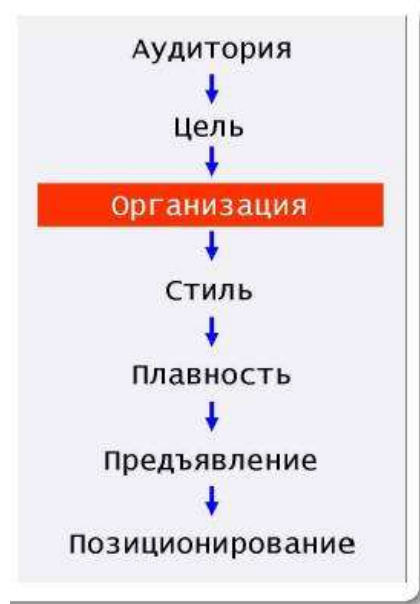 Аудитория
Цель
Организация
Стиль
Плавность
Предъявление
Позиционирование